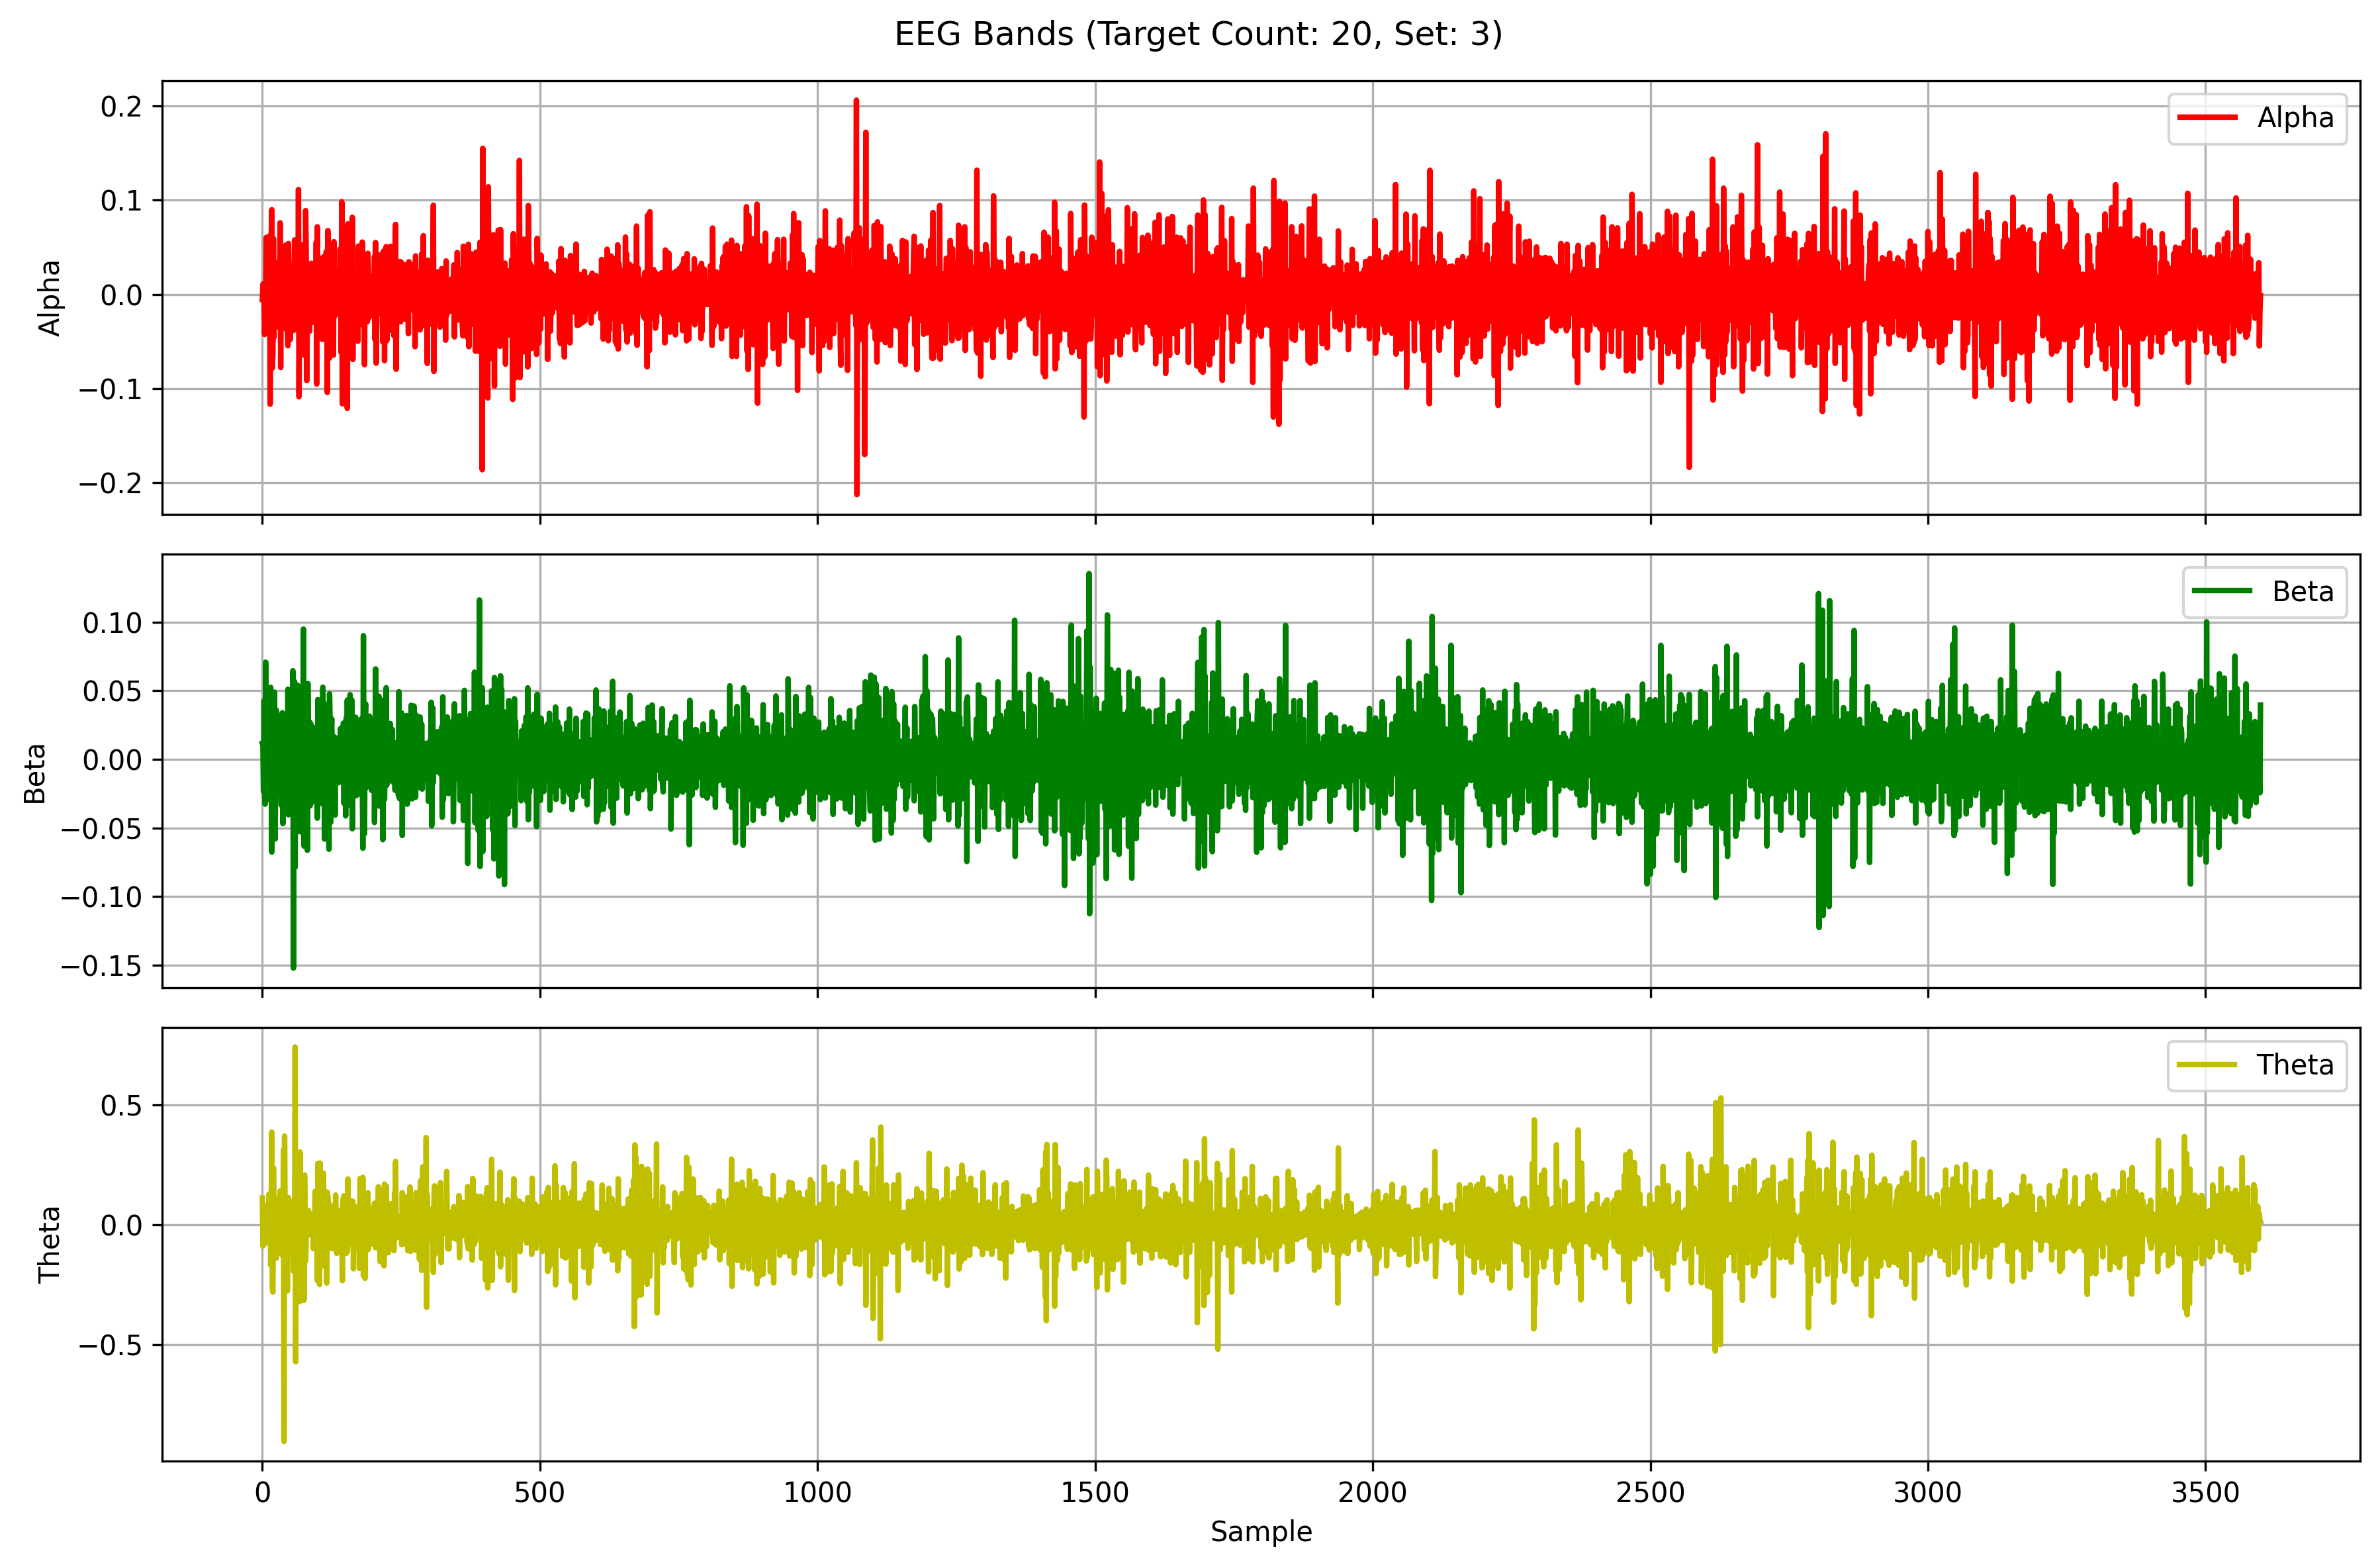 EEG Bands (Target Count: 20, Set: 3)
0.2
0.1
0.0
−0.1
−0.2
Alpha
Alpha
0.10
0.05
0.00
−0.05
−0.10
−0.15
Beta
Beta
0.5
0.0
−0.5
Theta
Theta
0 500 1000 1500 2000 2500 3000 3500
Sample